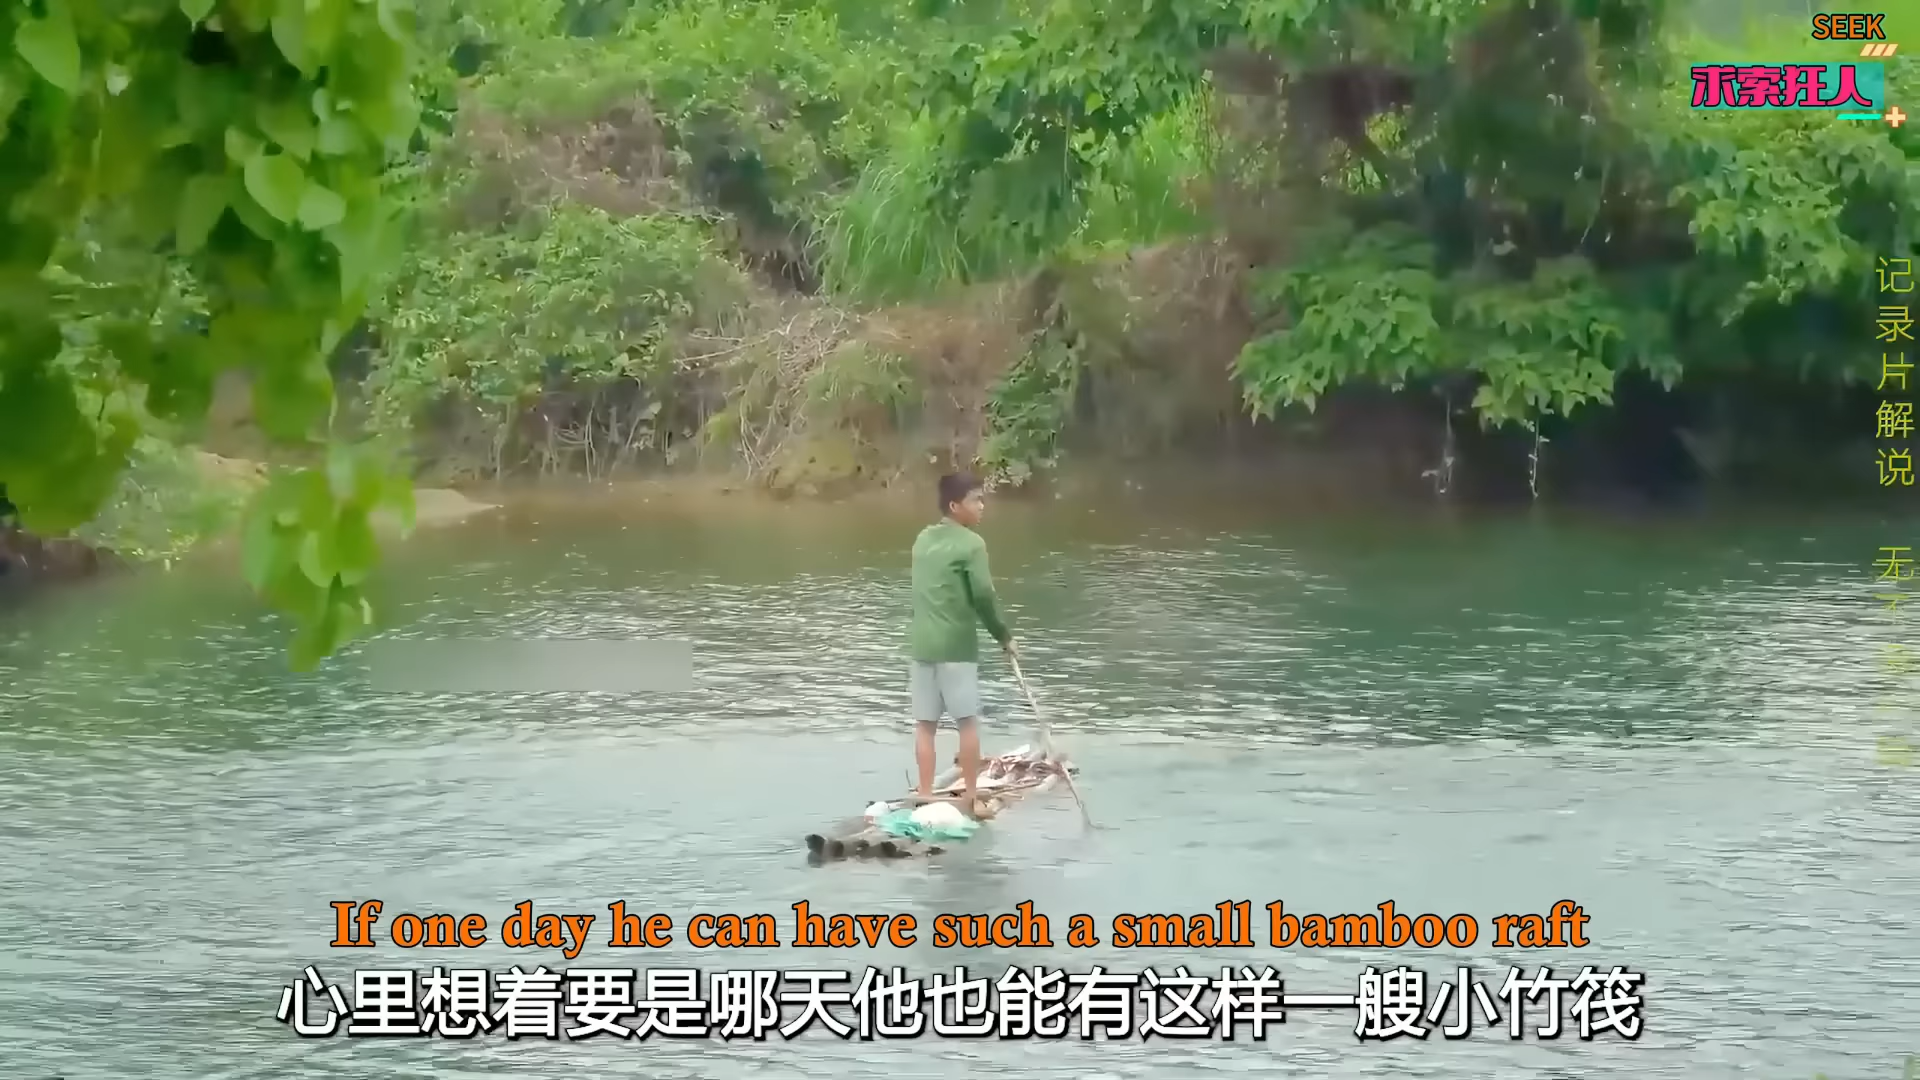 SEEK
求索狂人
记录片解说 无不
If one day he can have such a small bamboo raft
心里想着要是哪天他也能有这样一艘小竹筏